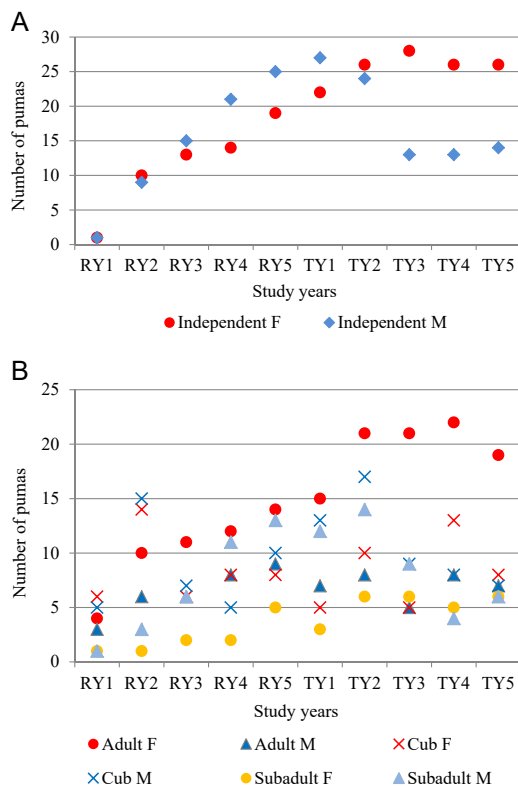 A
Number of pumas
30
25
20
15
10
5
0
RY1 RY2 RY3 RY4 RY5 TY1 TY2 TY3 TY4 TY5
Study years
Independent F Independent M
B
Number of pumas
25
20
15
10
5
0
RY1 RY2 RY3 RY4 RY5 TY1 TY2 TY3 TY4 TY5
Study years
Adult F Adult M Cub F
Cub M Subadult F Subadult M